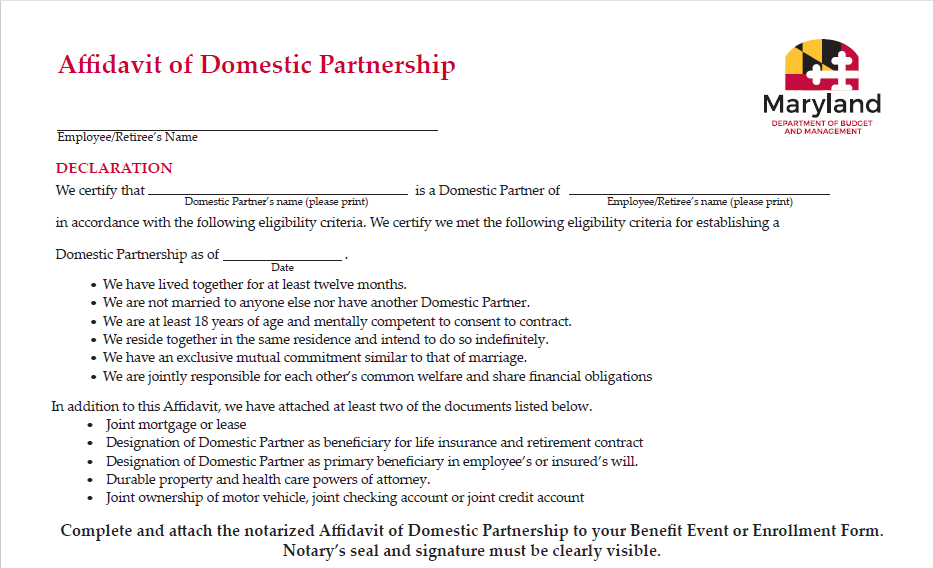 Affidavit of Domestic Partnership
Maryland
DEPARTMENT OF BUDGET
AND MANAGEMENT
Employee/Retiree's Name
DECLARATION
We certify that is a Domestic Partner of
Domestic Partner's name (please print) Employee/Retiree's name (please print)
in accordance with the following eligibility criteria. We certify we met the following eligibility criteria for establishing a
Domestic Partnership as of .
Date
• We have lived together for at least twelve months.
• We are not married to anyone else nor have another Domestic Partner.
• We are at least 18 years of age and mentally competent to consent to contract.
• We reside together in the same residence and intend to do so indefinitely.
• We have an exclusive mutual commitment similar to that of marriage.
• We are jointly responsible for each other's common welfare and share financial obligations
In addition to this Affidavit, we have attached at least two of the documents listed below.
• Joint mortgage or lease
• Designation of Domestic Partner as beneficiary for life insurance and retirement contract
• Designation of Domestic Partner as primary beneficiary in employee's or insured's will.
• Durable property and health care powers of attorney.
• Joint ownership of motor vehicle, joint checking account or joint credit account
Complete and attach the notarized Affidavit of Domestic Partnership to your Benefit Event or Enrollment Form.
Notary's seal and signature must be clearly visible.